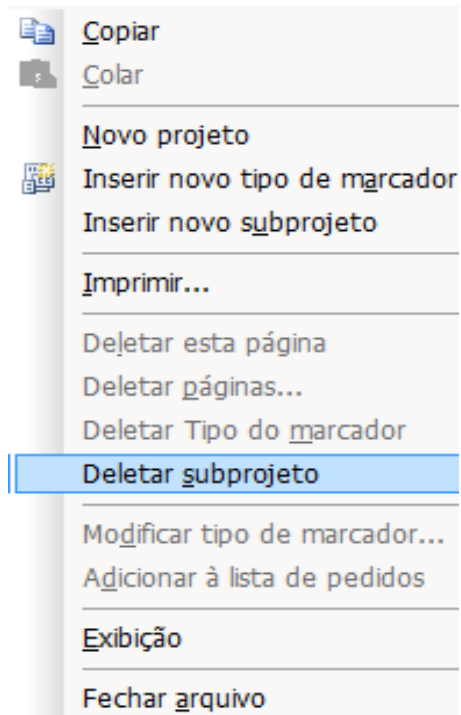 Copiar
Colar
Novo projeto
Inserir novo tipo de marcador
Inserir novo subprojeto
Imprimir...
Deletar esta página
Deletar páginas...
Deletar Tipo do marcador
Deletar subprojeto
Modificar tipo de marcador...
Adicionar à lista de pedidos
Exibição
Fechar arquivo